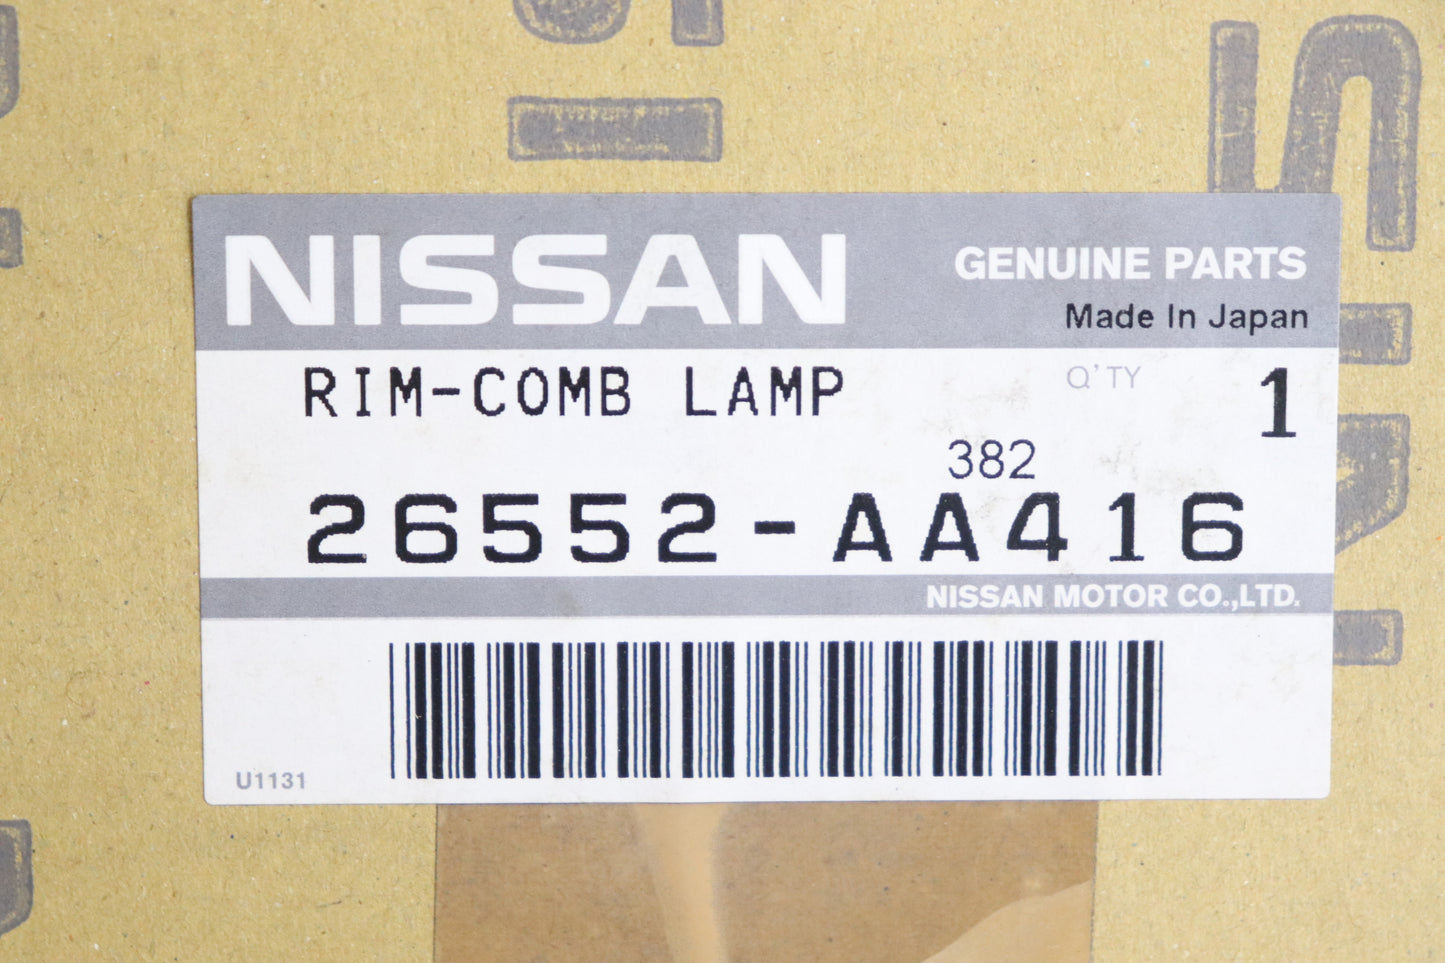 NISSAN
GENUINE PARTS
Made In Japan
RIM-COMB LAMP
Q'TY
1
382
26552-AA416
NISSAN MOTOR CO.,LTD.
U1131